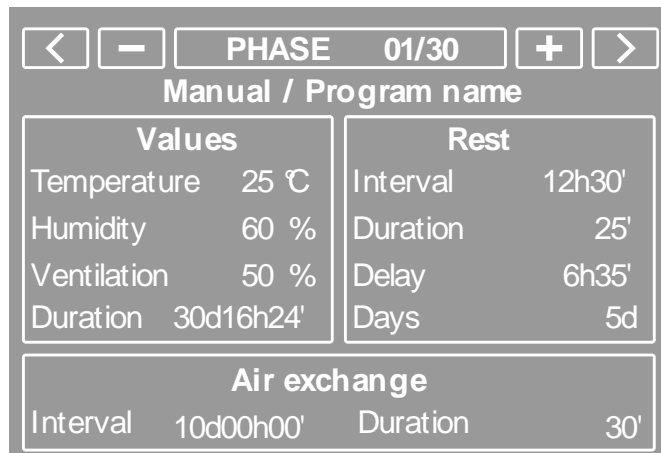 < − PHASE 01/30 + >
Manual / Program name
Values
Temperature 25 °C
Humidity 60 %
Ventilation 50 %
Duration 30d16h24'
Rest
Interval 12h30'
Duration 25'
Delay 6h35'
Days 5d
Air exchange
Interval 10d00h00' Duration 30'